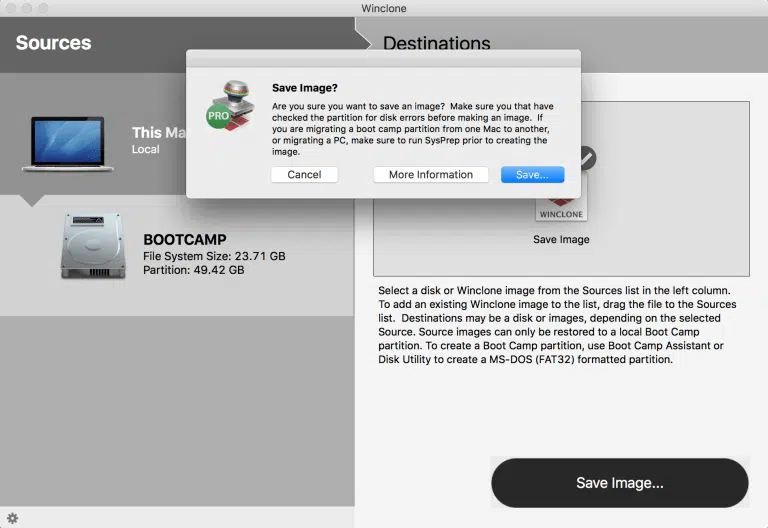 Winclone
Sources
Destinations
Save Image?
Are you sure you want to save an image?  Make sure you that have
checked the partition for disk errors before making an image.  If
you are migrating a boot camp partition from one Mac to another,
or migrating a PC, make sure to run SysPrep prior to creating the
image.
PRO
Cancel
More Information
Save...
This Ma
Local
BOOTCAMP
File System Size: 23.71 GB
Partition: 49.42 GB
WINCLONE
Save Image
Select a disk or Winclone image from the Sources list in the left column.
To add an existing Winclone image to the list, drag the file to the Sources
list.  Destinations may be a disk or images, depending on the selected
Source. Source images can only be restored to a local Boot Camp
partition. To create a Boot Camp partition, use Boot Camp Assistant or
Disk Utility to create a MS-DOS (FAT32) formatted partition.
Save Image...